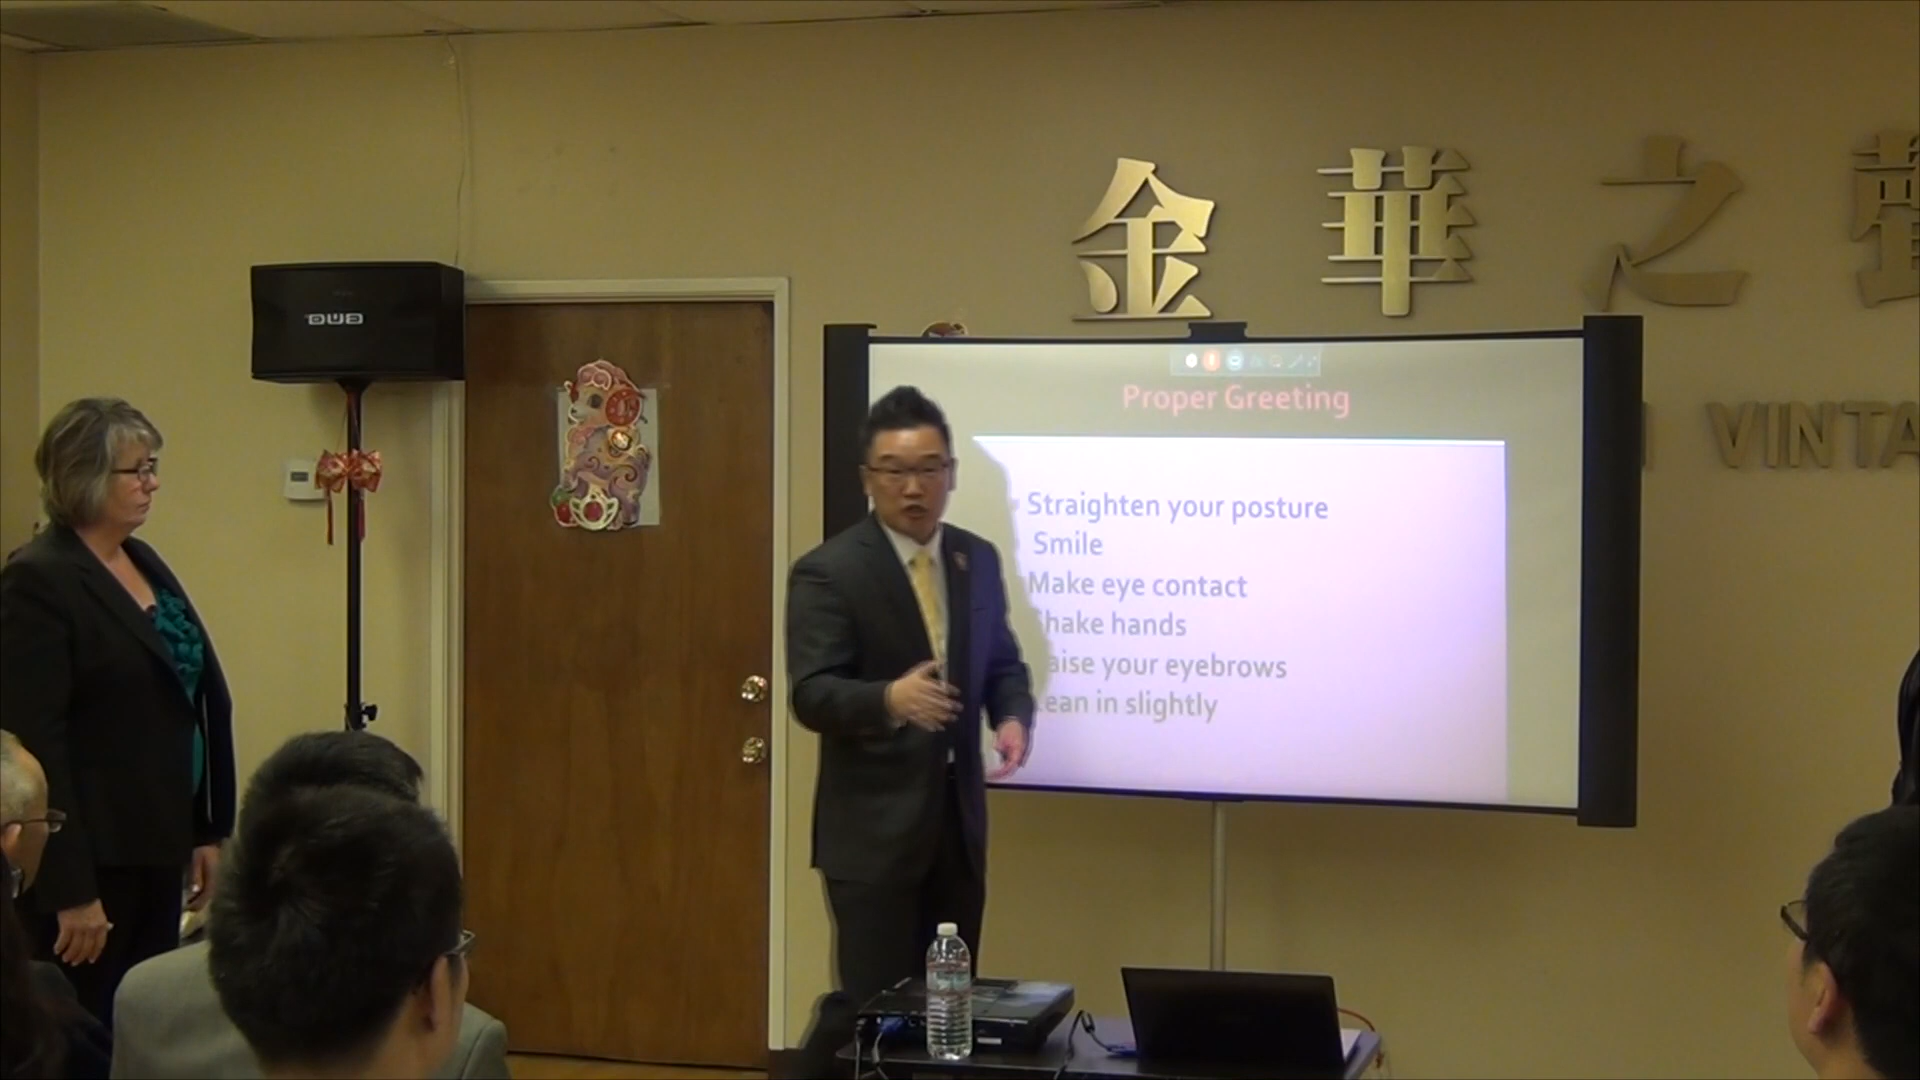 金華之
VINTA
DUB
Proper Greeting
Straighten your posture
Smile
Make eye contact
hake hands
aise your eyebrows
ean in slightly